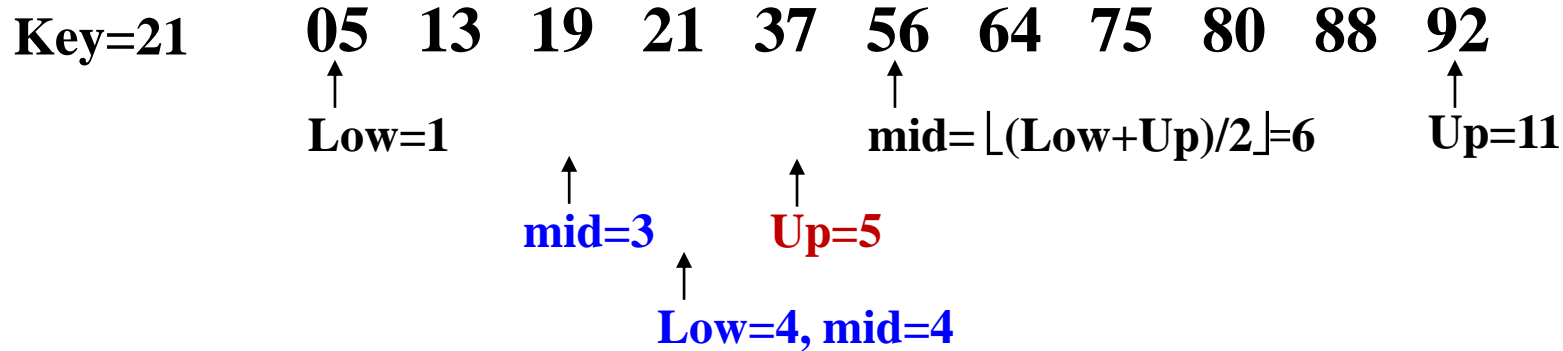 Key=21 05 13 19 21 37 56 64 75 80 88 92
Low=1 mid=⌊(Low+Up)/2⌋=6 Up=11
mid=3 Up=5
Low=4, mid=4